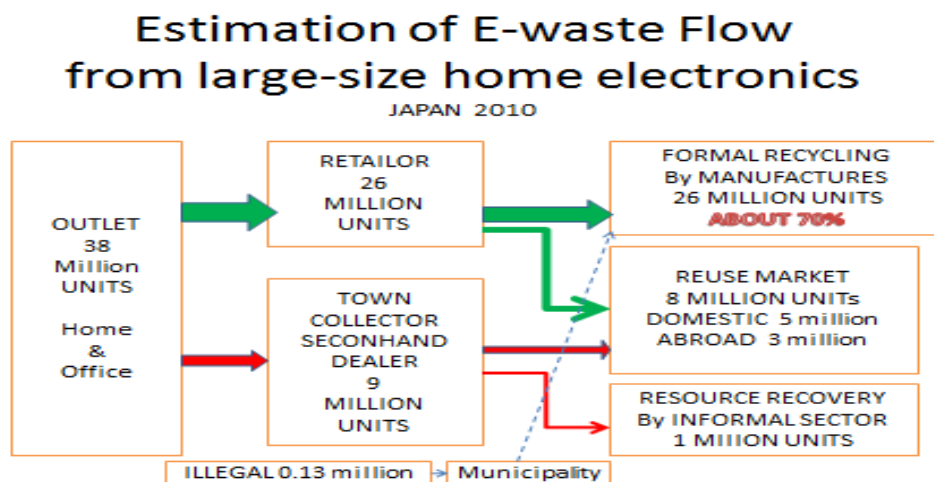 Estimation of E-waste Flow
from large-size home electronics
JAPAN 2010
OUTLET
38
Million
UNITS
Home
&
Office
RETAILOR
26
MILLION
UNITS
TOWN
COLLECTOR
SECONHAND
DEALER
9
MILLION
UNITS
FORMAL RECYCLING
By MANUFACTURES
26 MILLION UNITS
ABOUT 70%
REUSE MARKET
8 MILLION UNITs
DOMESTIC 5 million
ABROAD 3 million
RESOURCE RECOVERY
By INFORMAL SECTOR
1 MIIION UNITS
ILLEGAL 0.13 million
Municipality